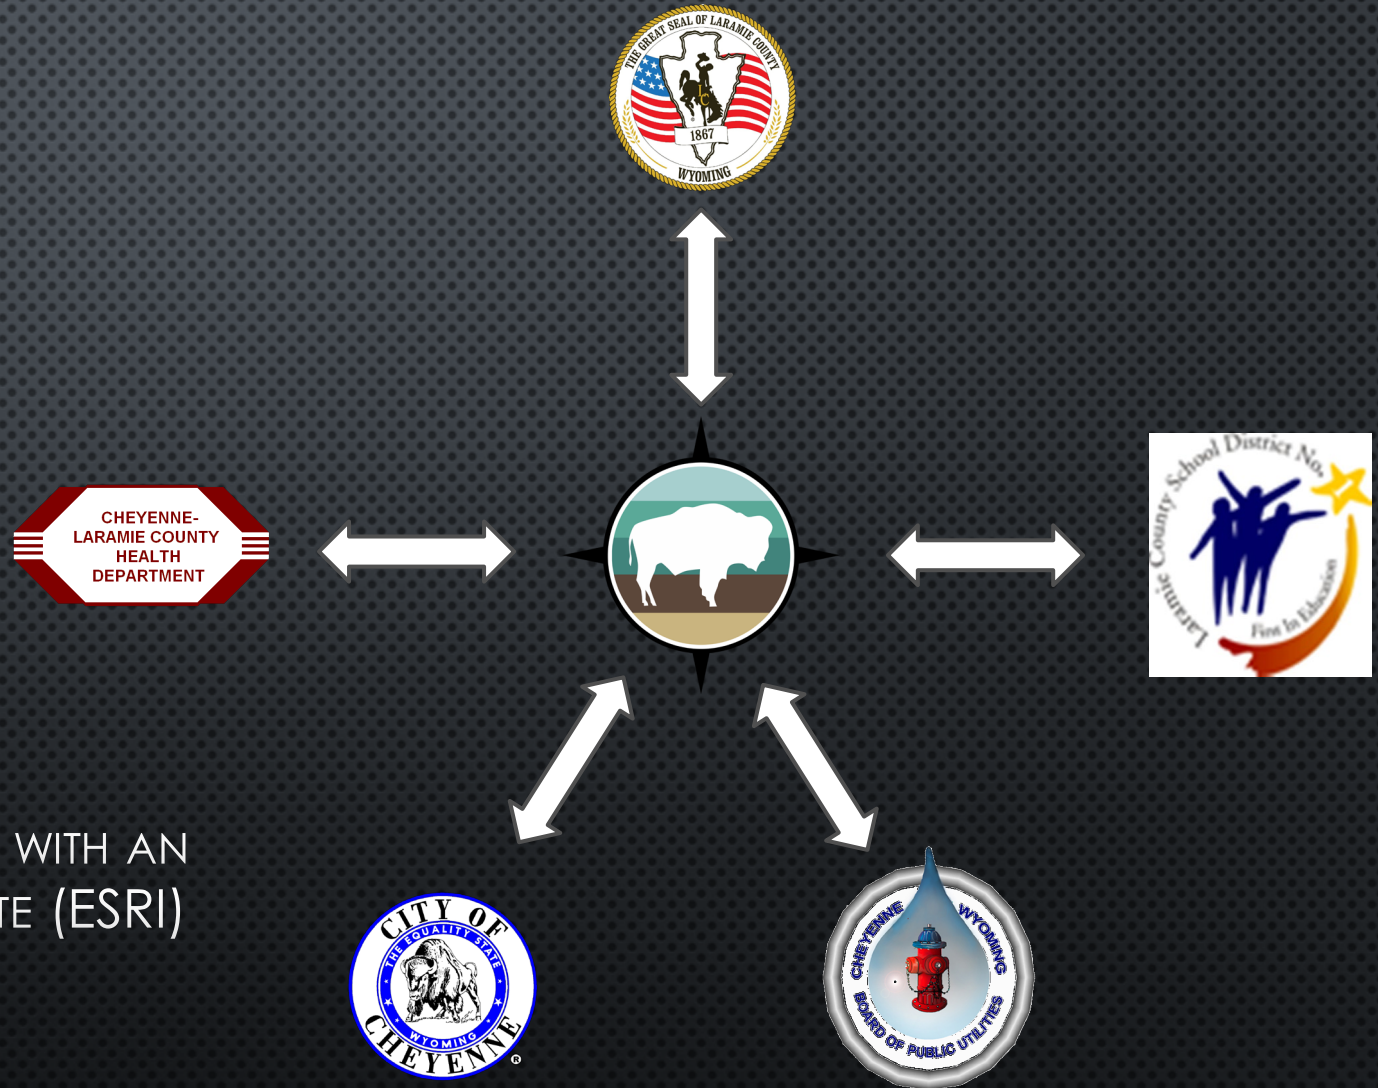 THE GREAT SEAL OF LARAMIE COUNTY
LC
1867
WYOMING
Laramie County School District No.
1
First In Education
CHEYENNE-
LARAMIE COUNTY
HEALTH
DEPARTMENT
WITH AN
TE (ESRI)
CITY OF
THE EQUALITY STATE
WYOMING
CHEYENNE®
CHEYENNE WYOMING
BOARD OF PUBLIC UTILITIES